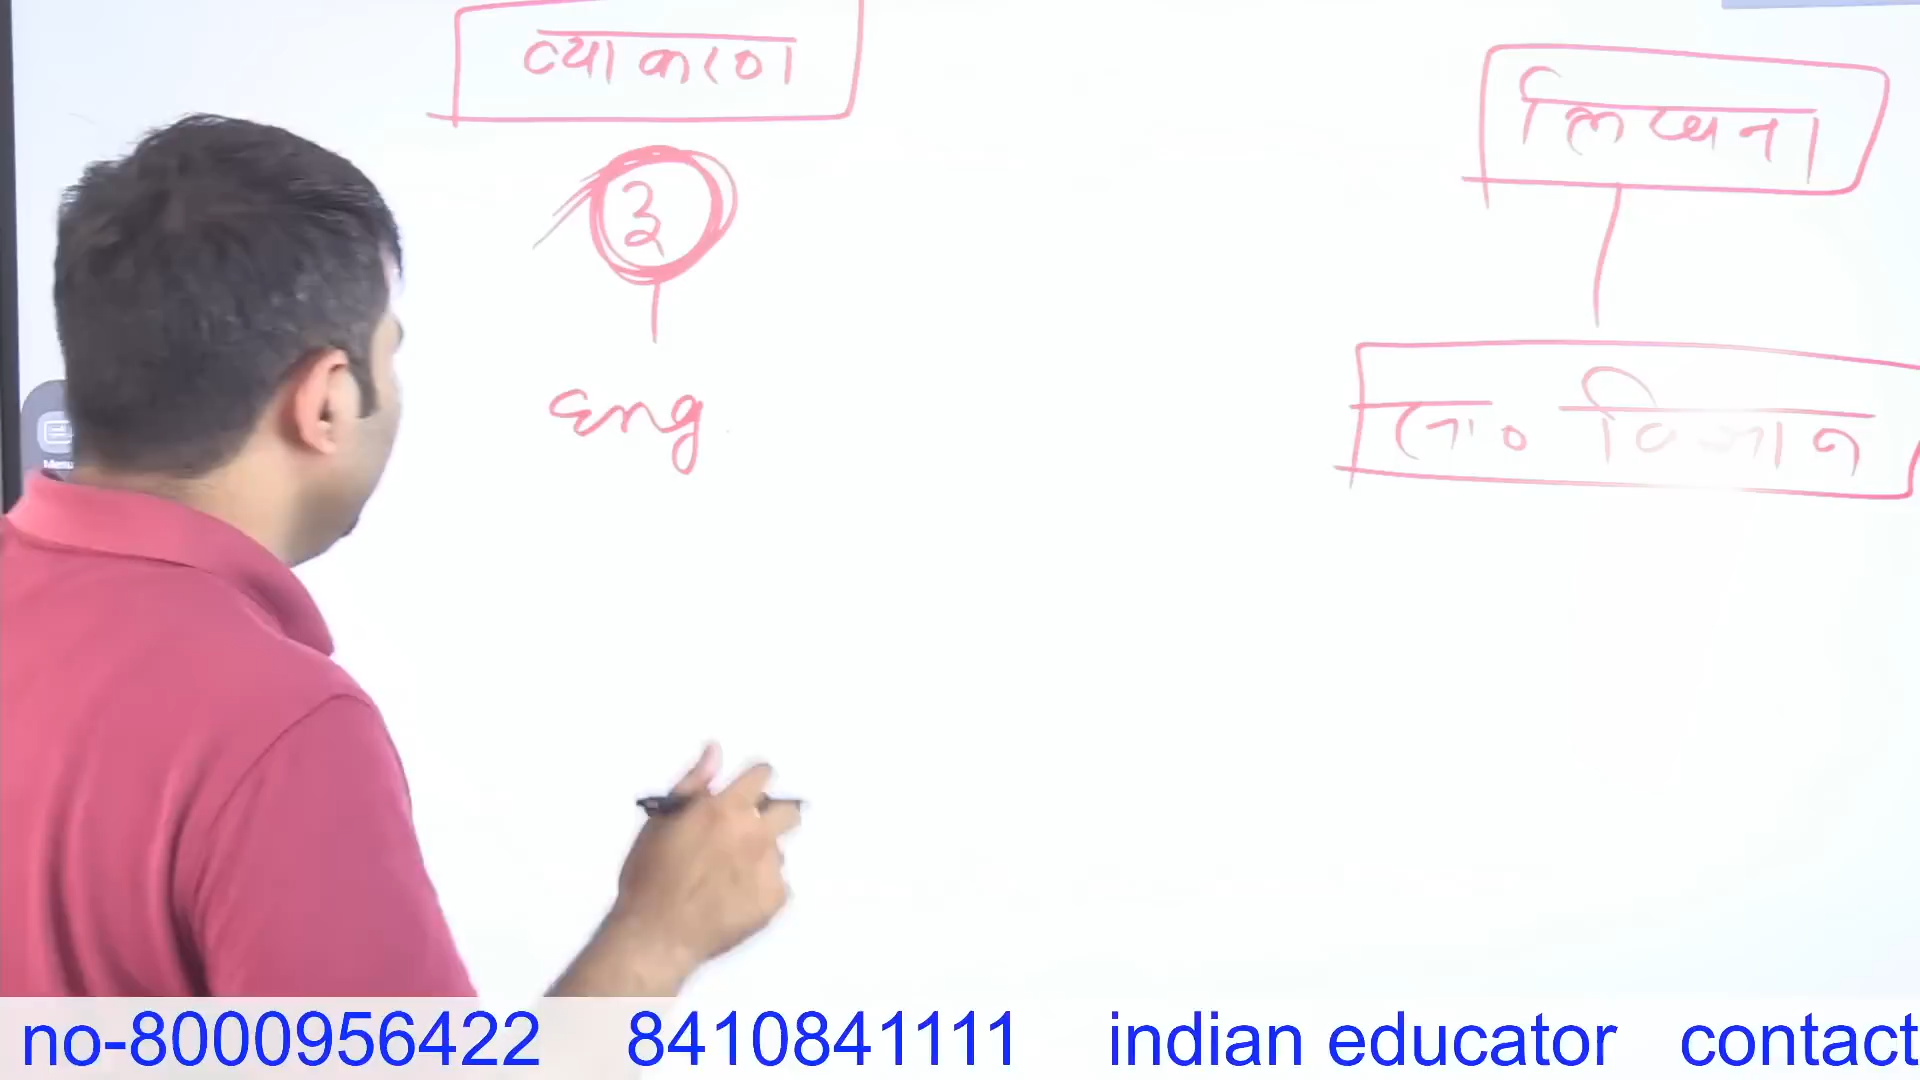 व्याकरण
लिखना
३
Eng
ला० विज्ञान
no-8000956422 8410841111 indian educator contact